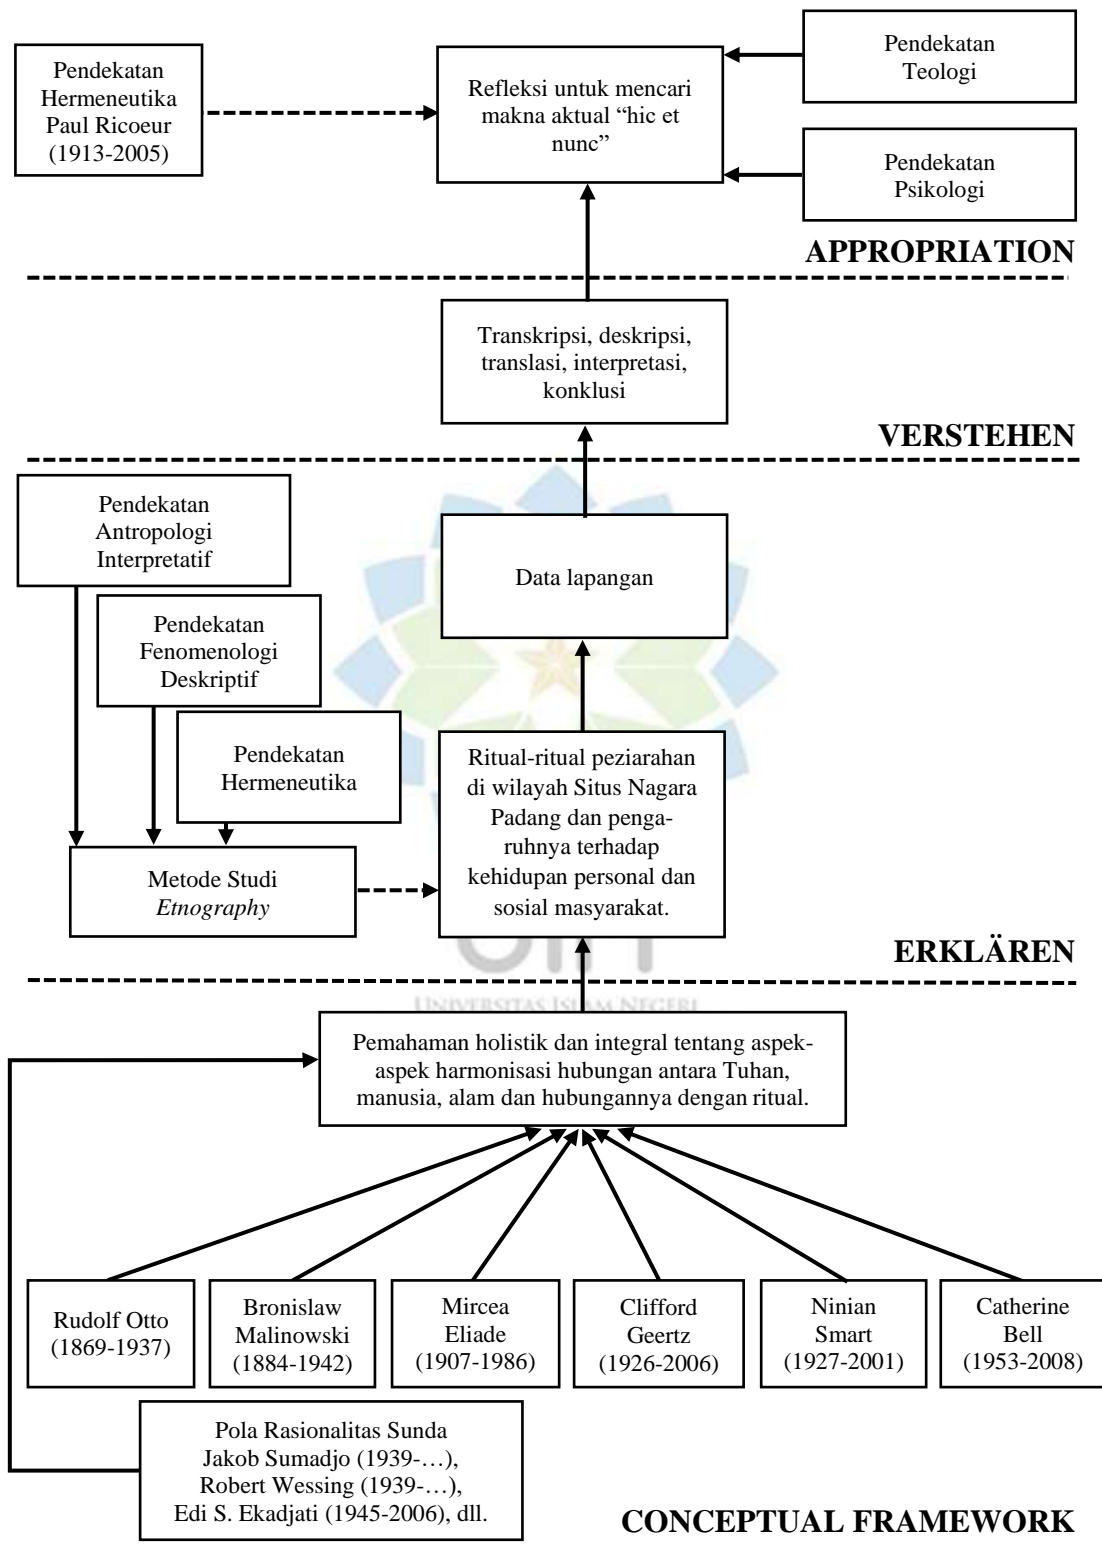 Pendekatan
Hermeneutika
Paul Ricoeur
(1913-2005)
Refleksi untuk mencari
makna aktual “hic et
nunc”
Pendekatan
Teologi
Pendekatan
Psikologi
APPROPRIATION
Transkripsi, deskripsi,
translasi, interpretasi,
konklusi
VERSTEHEN
Pendekatan
Antropologi
Interpretatif
Pendekatan
Fenomenologi
Deskriptif
Pendekatan
Hermeneutika
Metode Studi
Etnography
Data lapangan
Ritual-ritual peziarahan
di wilayah Situs Nagara
Padang dan penga-
ruhnya terhadap
kehidupan personal dan
sosial masyarakat.
ERKLÄREN
UNIVERSITAS ISLAM NEGERI
Pemahaman holistik dan integral tentang aspek-
aspek harmonisasi hubungan antara Tuhan,
manusia, alam dan hubungannya dengan ritual.
Rudolf Otto
(1869-1937)
Bronislaw
Malinowski
(1884-1942)
Mircea
Eliade
(1907-1986)
Clifford
Geertz
(1926-2006)
Ninian
Smart
(1927-2001)
Catherine
Bell
(1953-2008)
Pola Rasionalitas Sunda
Jakob Sumadjo (1939-…),
Robert Wessing (1939-…),
Edi S. Ekadjati (1945-2006), dll.
CONCEPTUAL FRAMEWORK